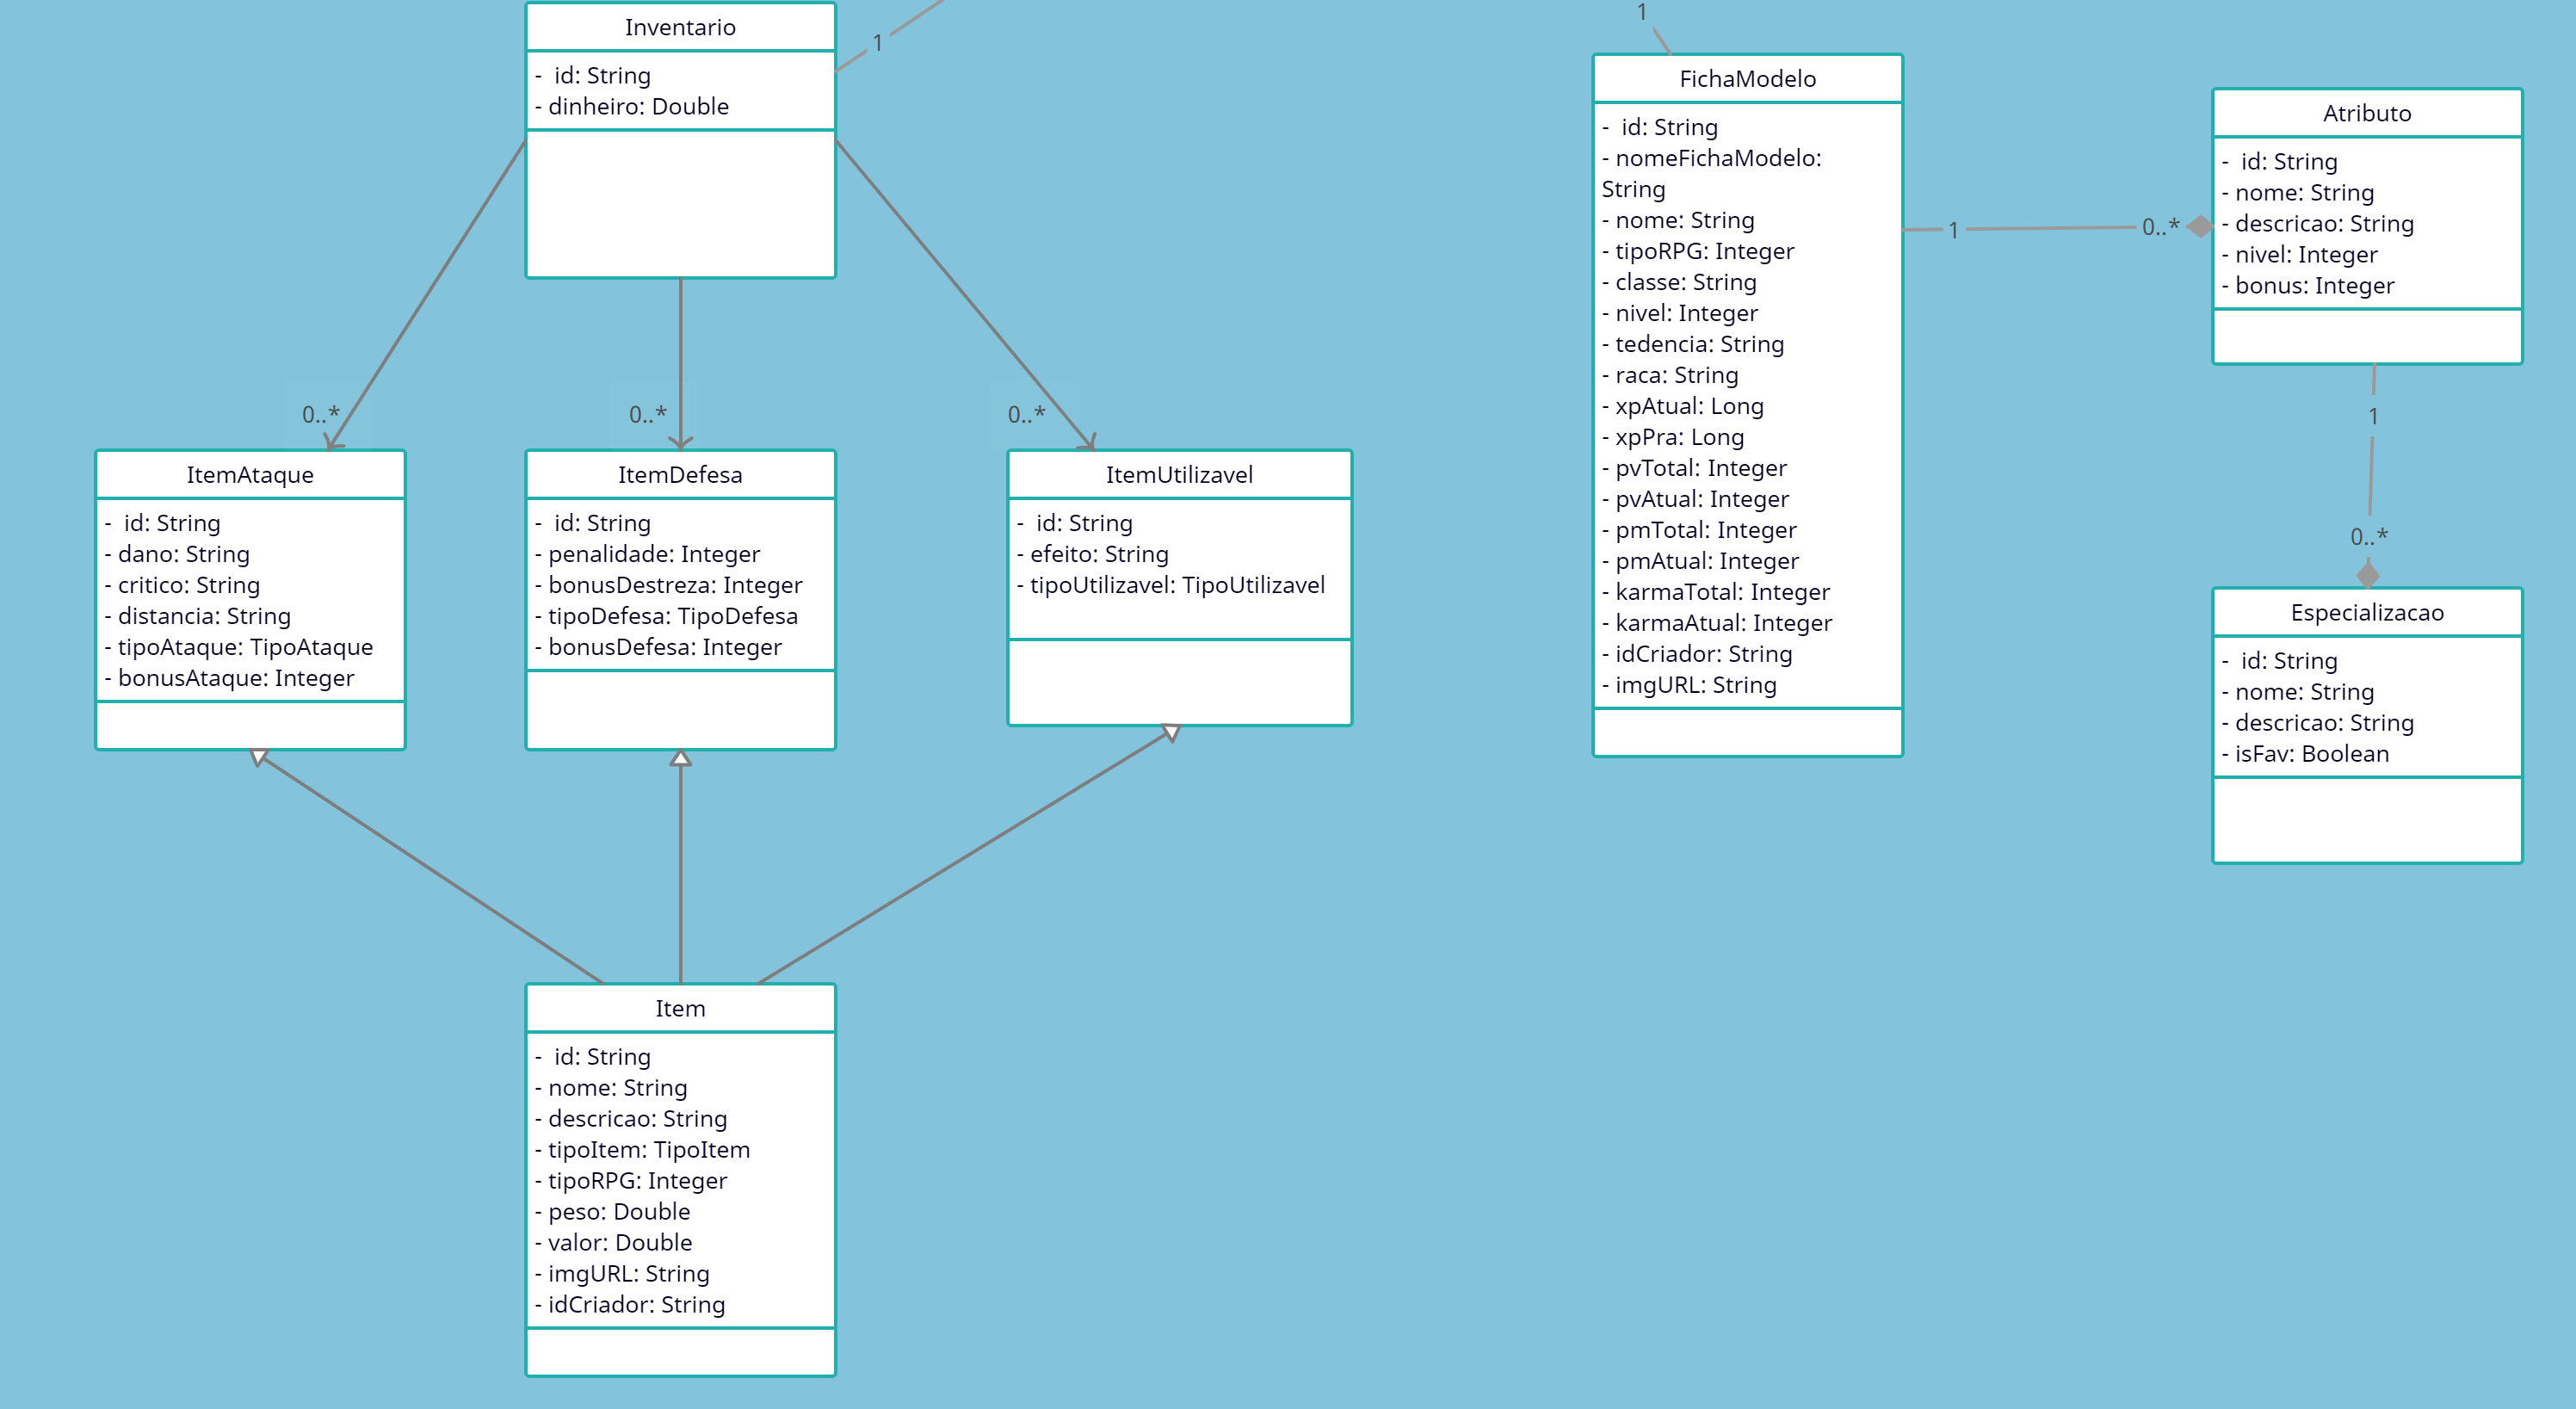 Inventario
-  id: String
- dinheiro: Double
1
0..*
0..*
0..*
ItemAtaque
-  id: String
- dano: String
- critico: String
- distancia: String
- tipoAtaque: TipoAtaque
- bonusAtaque: Integer
ItemDefesa
-  id: String
- penalidade: Integer
- bonusDestreza: Integer
- tipoDefesa: TipoDefesa
- bonusDefesa: Integer
ItemUtilizavel
-  id: String
- efeito: String
- tipoUtilizavel: TipoUtilizavel
Item
-  id: String
- nome: String
- descricao: String
- tipoItem: TipoItem
- tipoRPG: Integer
- peso: Double
- valor: Double
- imgURL: String
- idCriador: String
1
FichaModelo
-  id: String
- nomeFichaModelo:
String
- nome: String
- tipoRPG: Integer
- classe: String
- nivel: Integer
- tedencia: String
- raca: String
- xpAtual: Long
- xpPra: Long
- pvTotal: Integer
- pvAtual: Integer
- pmTotal: Integer
- pmAtual: Integer
- karmaTotal: Integer
- karmaAtual: Integer
- idCriador: String
- imgURL: String
1
0..*
Atributo
-  id: String
- nome: String
- descricao: String
- nivel: Integer
- bonus: Integer
1
0..*
Especializacao
-  id: String
- nome: String
- descricao: String
- isFav: Boolean